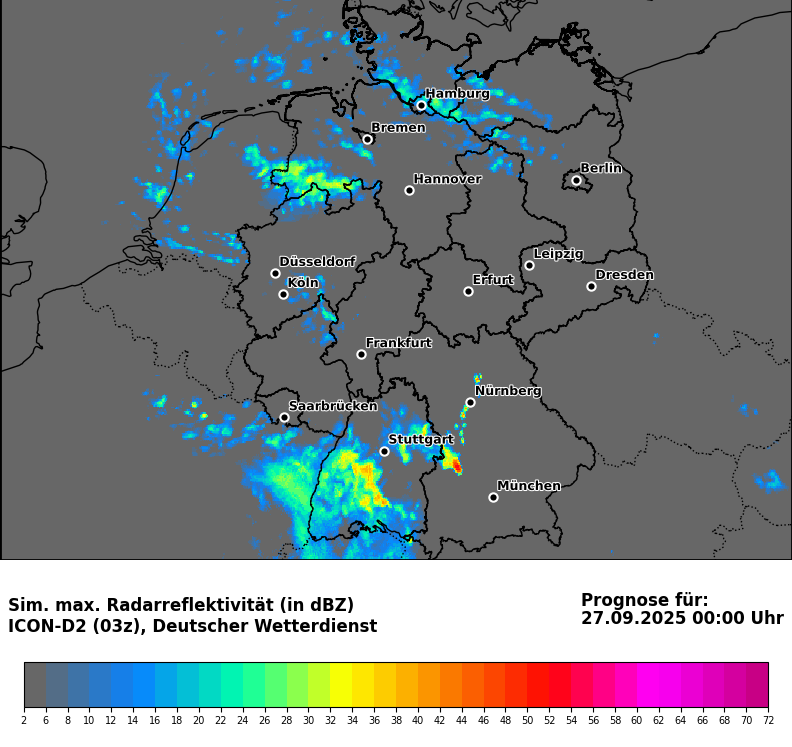 Hamburg
Bremen
Berlin
Hannover
Leipzig
Düsseldorf
Dresden
Erfurt
Köln
Frankfurt
Nürnberg
Saarbrücken
Stuttgart
München
Sim. max. Radarreflektivität (in dBZ)
ICON-D2 (03z), Deutscher Wetterdienst
Prognose für:
27.09.2025 00:00 Uhr
2 6 8 10 12 14 16 18 20 22 24 26 28 30 32 34 36 38 40 42 44 46 48 50 52 54 56 58 60 62 64 66 68 70 72